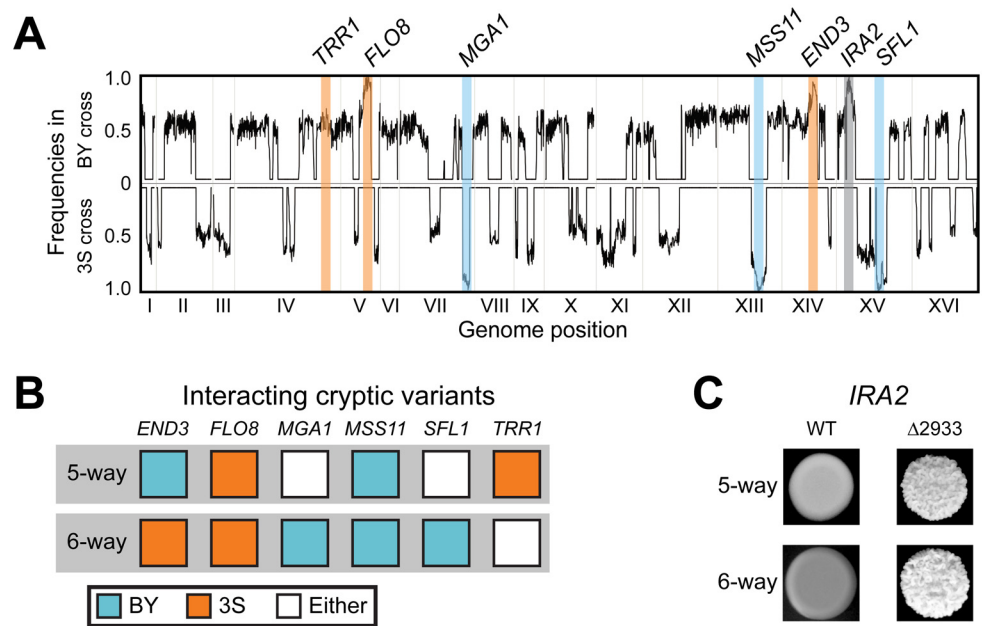 A
TRR1
FLO8
MGA1
MSS11
END3
IRA2
SFL1
Frequencies in
BY cross
3S cross
1.0
0.5
0
0.5
1.0
I II III IV V VI VII VIII IX X XI XII XIII XIV XV XVI
Genome position
B
Interacting cryptic variants
END3 FLO8 MGA1 MSS11 SFL1 TRR1
5-way
6-way
BY 3S Either
C
IRA2
WT Δ2933
5-way
6-way